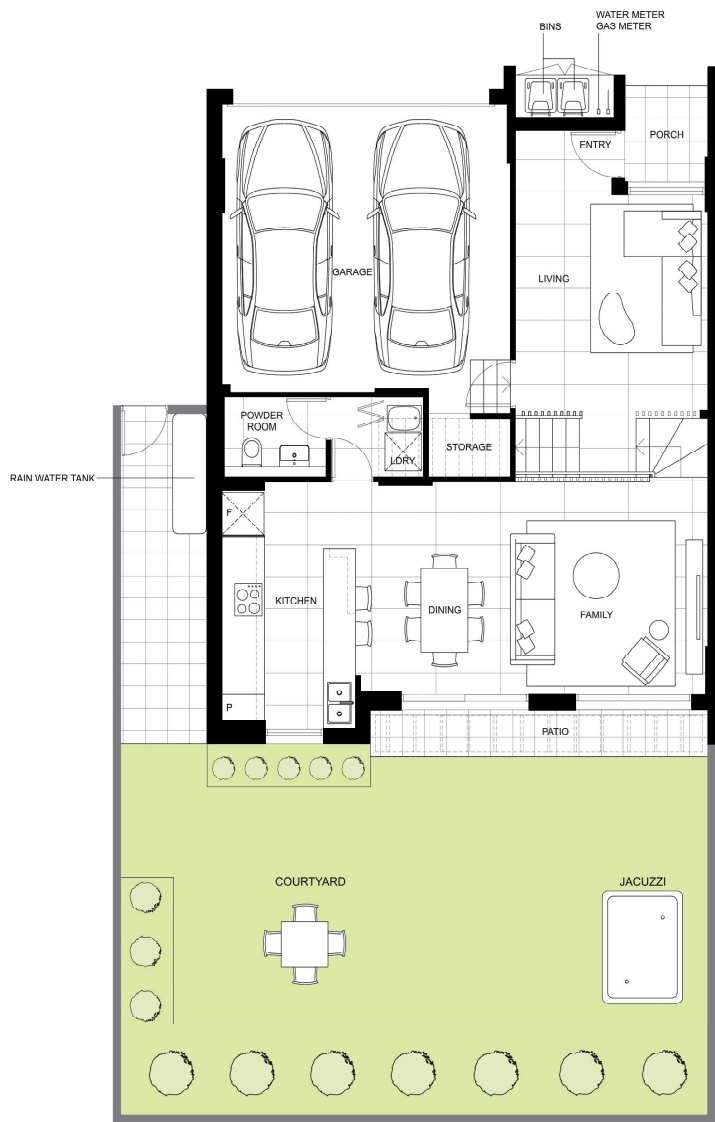 WATER METER
BINS
GAS METER
PORCH
ENTRY
LIVING
GARAGE
POWDER
ROOM
STORAGE
LDRY
RAIN WATER TANK
F
KITCHEN
DINING
FAMILY
P
PATIO
COURTYARD
JACUZZI